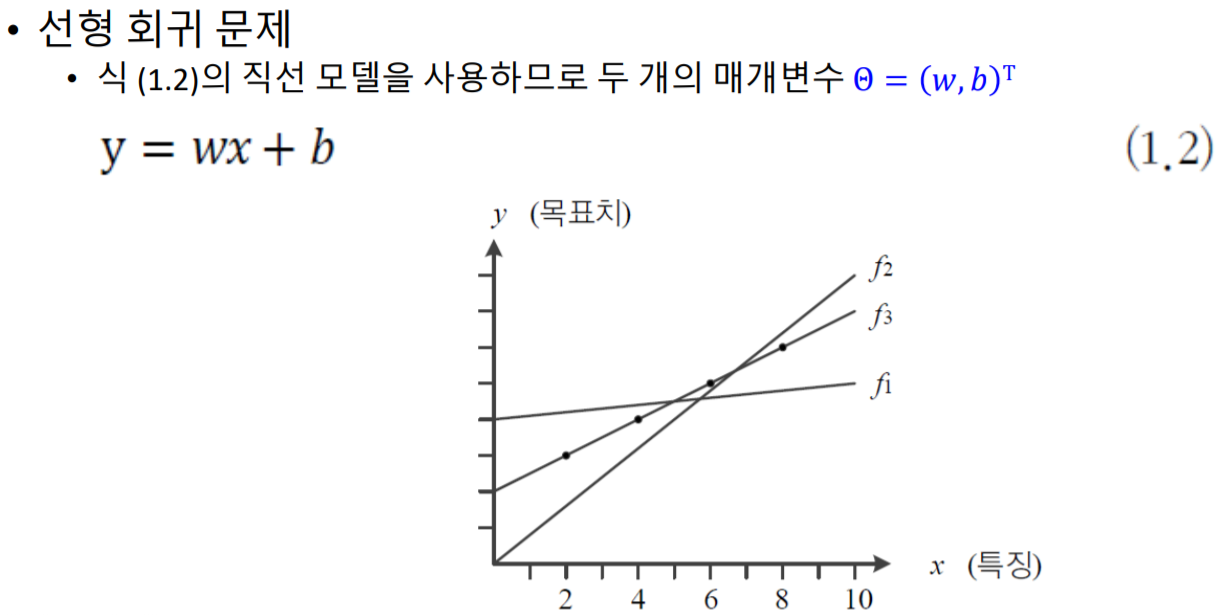 • 선형 회귀 문제
• 식 (1.2)의 직선 모델을 사용하므로 두 개의 매개변수 Θ = (w, b)ᵀ
y = wx + b (1.2)
y (목표치)
f2
f3
f1
x (특징)
2 4 6 8 10